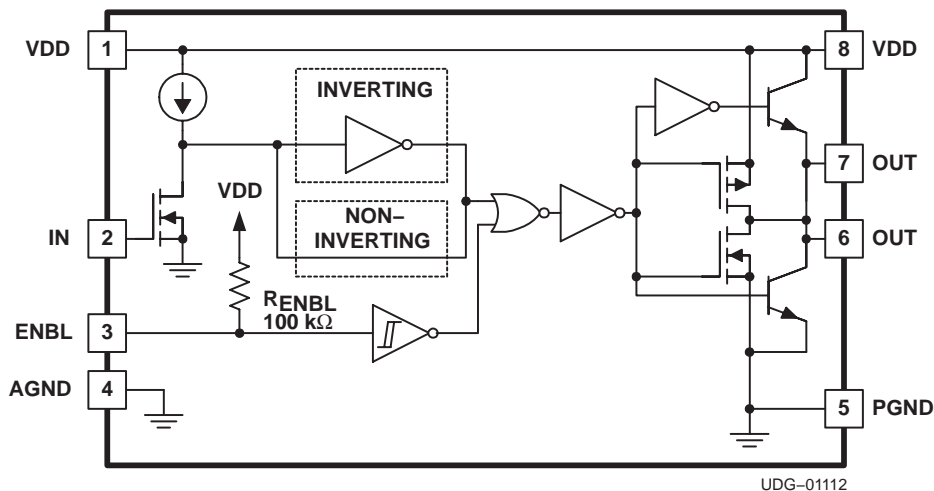 VDD 1
8 VDD
INVERTING
VDD
7 OUT
NON–
INVERTING
IN 2
6 OUT
RENBL
100 kΩ
ENBL 3
AGND 4
5 PGND
UDG–01112